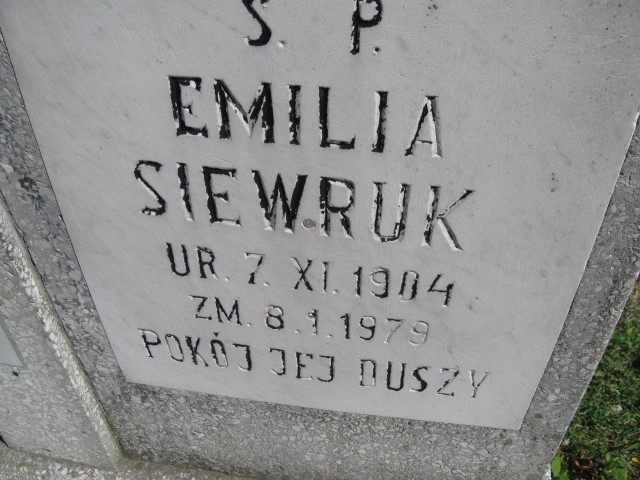 Ś. P.
EMILIA
SIEWRUK
UR. 7. XI. 1904
ZM. 8. 1. 1979
POKÓJ JEJ DUSZY